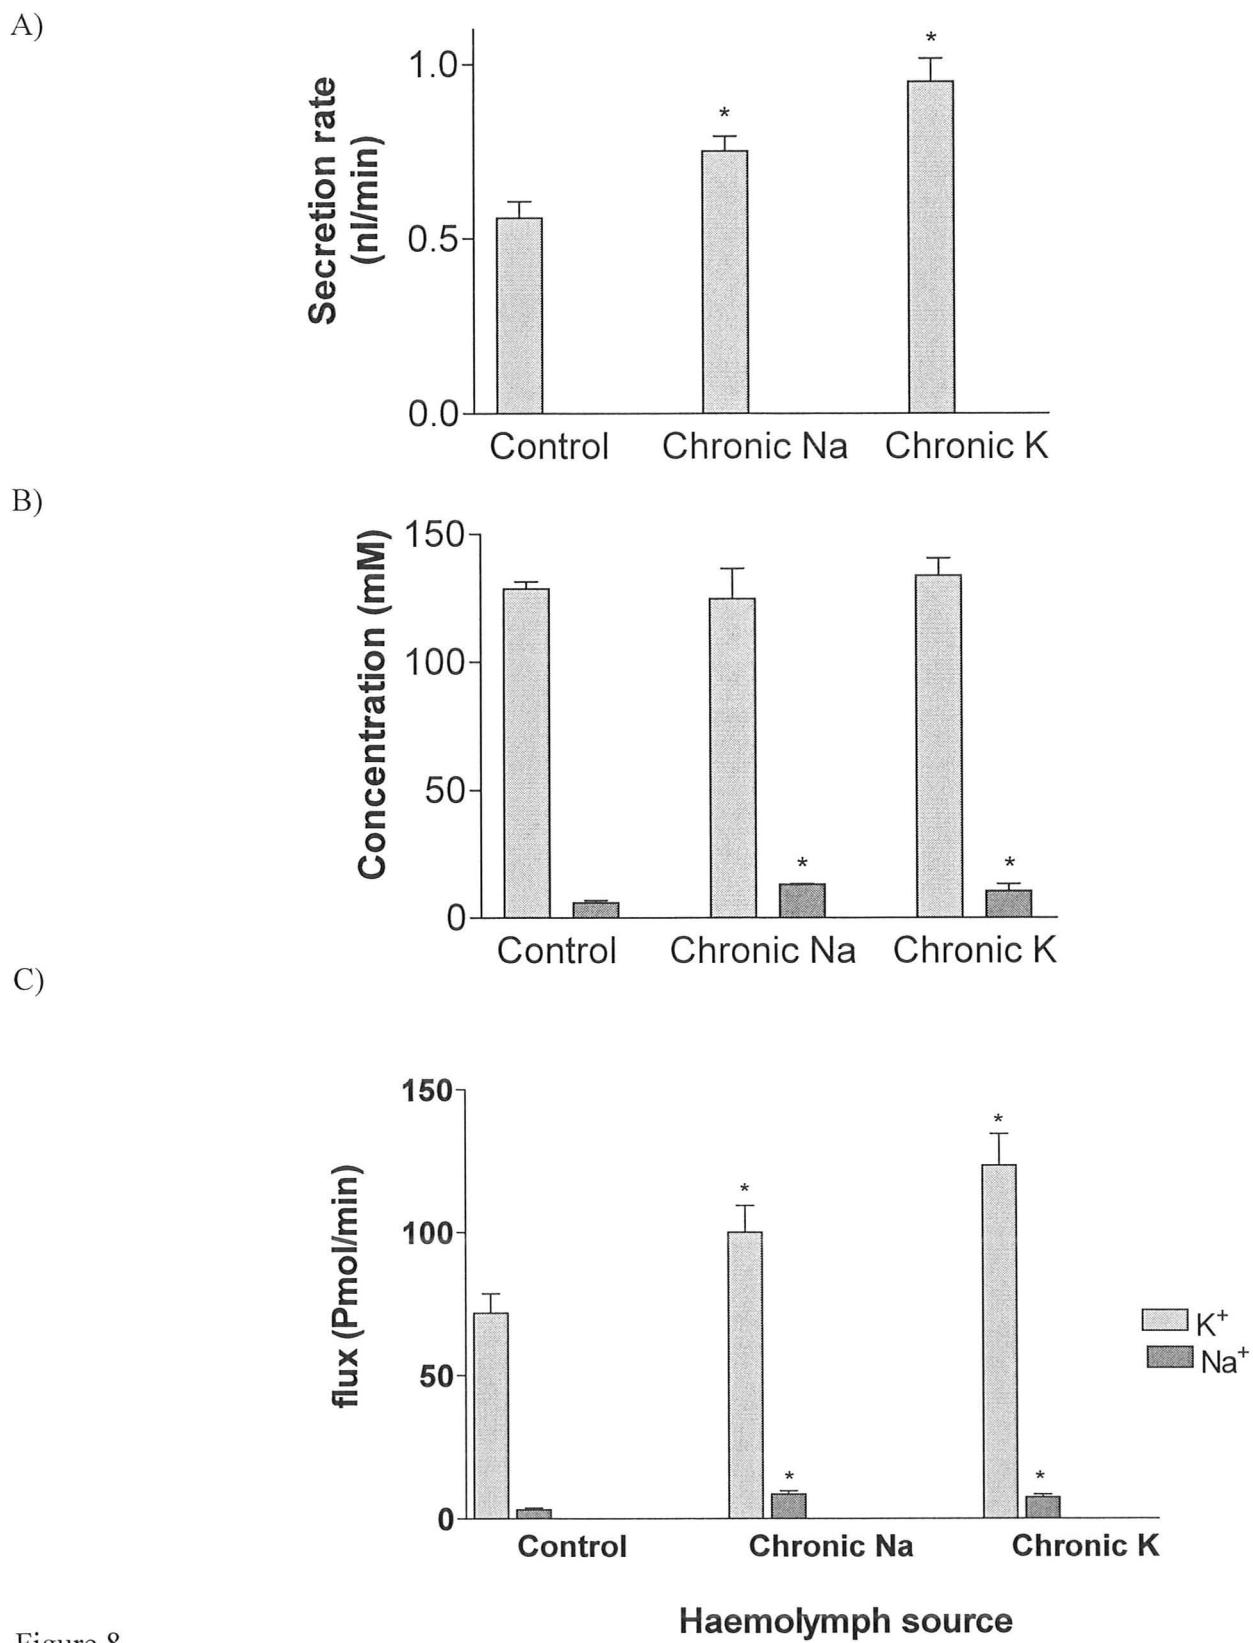 A)
Secretion rate
(nl/min)
1.0
0.5
0.0
*
*
Control Chronic Na Chronic K
B)
Concentration (mM)
150
100
50
0
*
*
Control Chronic Na Chronic K
C)
flux (Pmol/min)
150
100
50
0
*
*
*
*
K+
Na+
Control Chronic Na Chronic K
Haemolymph source
Figure 8